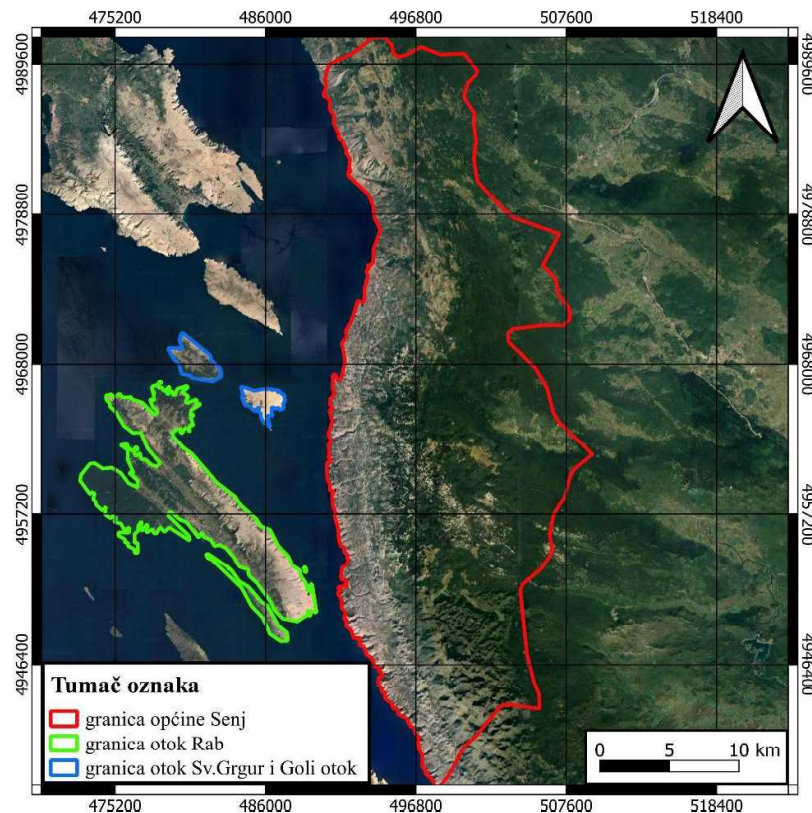 475200 486000 496800 507600 518400
4989600 4989600
4978800 4978800
4968000 4968000
4957200 4957200
4946400 4946400
Tumač oznaka
granica općine Senj
granica otok Rab
granica otok Sv.Grgur i Goli otok
0 5 10 km
475200 486000 496800 507600 518400